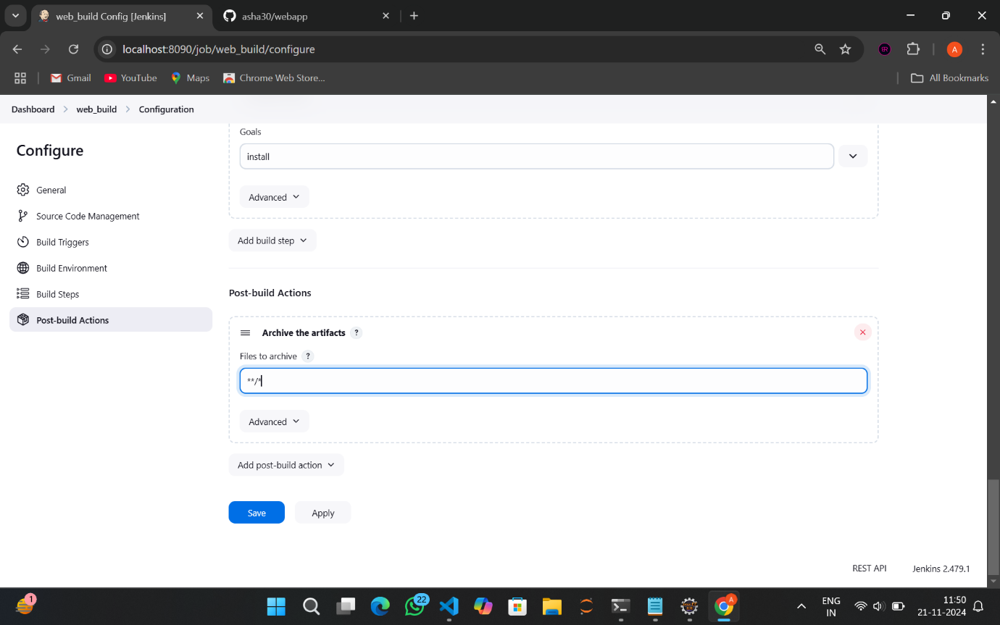 web_build Config [Jenkins]
asha30/webapp
localhost:8090/job/web_build/configure
A
Gmail
YouTube
Maps
Chrome Web Store...
All Bookmarks
Dashboard
web_build
Configuration
Configure
General
Source Code Management
Build Triggers
Build Environment
Build Steps
Post-build Actions
Goals
install
Advanced
Add build step
Post-build Actions
Archive the artifacts ?
Files to archive ?
**/*
Advanced
Add post-build action
Save
Apply
REST API
Jenkins 2.479.1
1
22
A
ENG
IN
11:50
21-11-2024